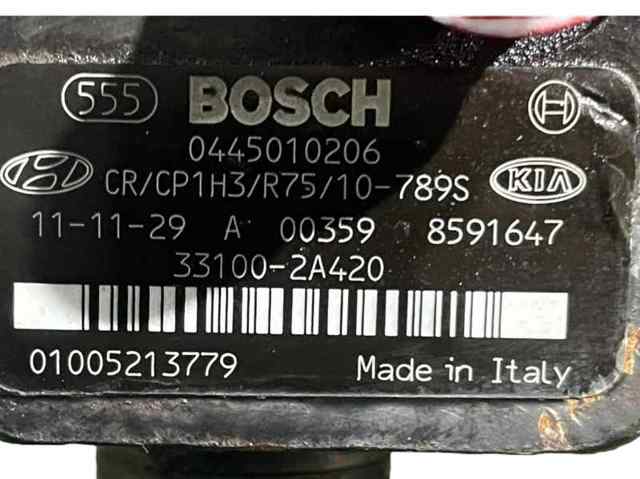 555 BOSCH
0445010206
CR/CP1H3/R75/10-789S KIA
11-11-29 A 00359 8591647
33100-2A420
01005213779 Made in Italy